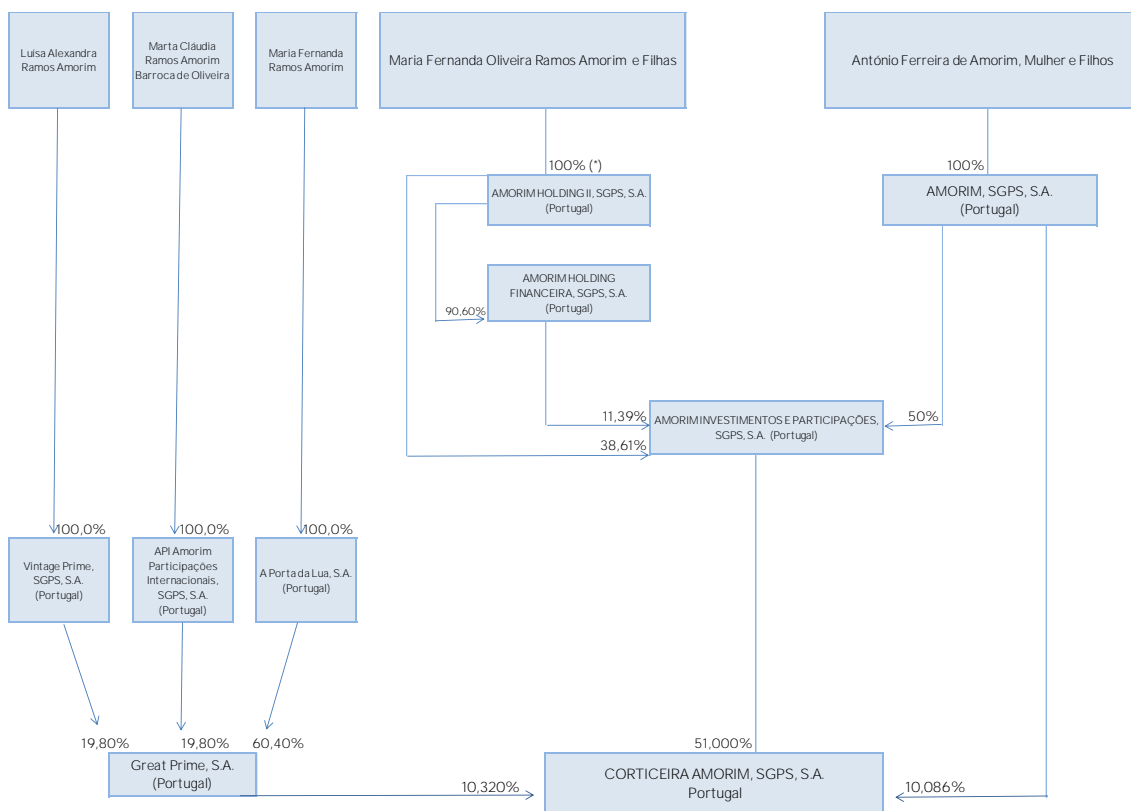 Luísa Alexandra
Ramos Amorim
Marta Cláudia
Ramos Amorim
Barroca de Oliveira
Maria Fernanda
Ramos Amorim
Maria Fernanda Oliveira Ramos Amorim e Filhas
António Ferreira de Amorim, Mulher e Filhos
100% (*)
100%
AMORIM HOLDING II, SGPS, S.A.
(Portugal)
AMORIM, SGPS, S.A.
(Portugal)
AMORIM HOLDING
FINANCEIRA, SGPS, S.A.
(Portugal)
90,60%
11,39%
38,61%
AMORIM INVESTIMENTOS E PARTICIPAÇÕES,
SGPS, S.A. (Portugal)
50%
100,0%
100,0%
100,0%
Vintage Prime,
SGPS, S.A.
(Portugal)
API Amorim
Participações
Internacionais,
SGPS, S.A.
(Portugal)
A Porta da Lua, S.A.
(Portugal)
19,80%
19,80%
60,40%
51,000%
Great Prime, S.A.
(Portugal)
10,320%
CORTICEIRA AMORIM, SGPS, S.A.
Portugal
10,086%